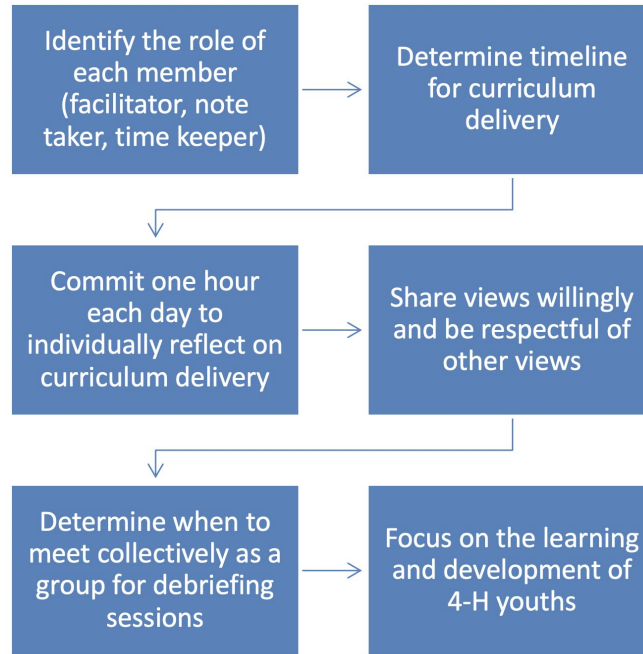 Identify the role of
each member
(facilitator, note
taker, time keeper)
Determine timeline
for curriculum
delivery
Commit one hour
each day to
individually reflect on
curriculum delivery
Share views willingly
and be respectful of
other views
Determine when to
meet collectively as a
group for debriefing
sessions
Focus on the learning
and development of
4-H youths